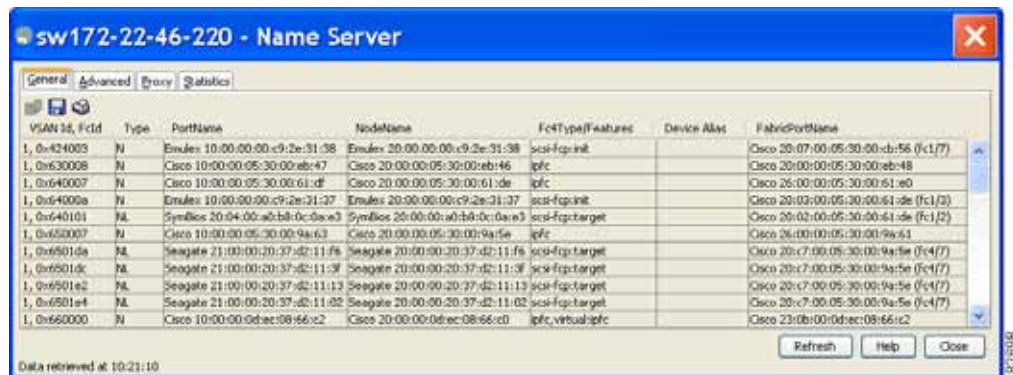 sw172-22-46-220 - Name Server
General Advanced Proxy Statistics
VSAN Id, FcId Type PortName NodeName Fc4Type/Features Device Alias FabricPortName
1, 0x424003 N Emulex 10:00:00:00:c9:2e:31:38 Emulex 20:00:00:00:c9:2e:31:38 scsi-fcp:init Cisco 20:07:00:05:30:00:cb:56 (fc1/7)
1, 0x630008 N Cisco 10:00:00:05:30:00:eb:47 Cisco 20:00:00:05:30:00:eb:46 ipfc Cisco 20:00:00:05:30:00:eb:48
1, 0x640007 N Cisco 10:00:00:05:30:00:61:df Cisco 20:00:00:05:30:00:61:de ipfc Cisco 26:00:00:05:30:00:61:e0
1, 0x64000a N Emulex 10:00:00:00:c9:2e:31:37 Emulex 20:00:00:00:c9:2e:31:37 scsi-fcp:init Cisco 20:03:00:05:30:00:61:de
1, 0x640101 NL SymBios 20:04:00:a0:b8:0c:0a:e3 SymBios 20:00:00:a0:b8:0c:0a:e3 scsi-fcp:target Cisco 20:02:00:05:30:00:61:de (fc1/2)
1, 0x650007 N Cisco 10:00:00:05:30:00:9a:63 Cisco 20:00:00:05:30:00:9a:5e ipfc Cisco 26:00:00:05:30:00:9a:61
1, 0x6501da NL Seagate 21:00:00:20:37:d2:11:f6 Seagate 20:00:00:20:37:d2:11:f6 scsi-fcp:target Cisco 20:c7:00:05:30:00:9a:5e (fc4/7)
1, 0x6501dc NL Seagate 21:00:00:20:37:d2:11:3f Seagate 20:00:00:20:37:d2:11:3f scsi-fcp:target Cisco 20:c7:00:05:30:00:9a:5e (fc4/7)
1, 0x6501e2 NL Seagate 21:00:00:20:37:d2:11:13 Seagate 20:00:00:20:37:d2:11:13 scsi-fcp:target Cisco 20:c7:00:05:30:00:9a:5e (fc4/7)
1, 0x6501e4 NL Seagate 21:00:00:20:37:d2:11:02 Seagate 20:00:00:20:37:d2:11:02 scsi-fcp:target Cisco 20:c7:00:05:30:00:9a:5e (fc4/7)
1, 0x660000 N Cisco 10:00:00:0d:ec:08:66:c2 Cisco 20:00:00:0d:ec:08:66:c0 ipfc,virtual:ipfc Cisco 23:0b:00:0d:ec:08:66:c2
Refresh Help Close
Data retrieved at 10:21:10